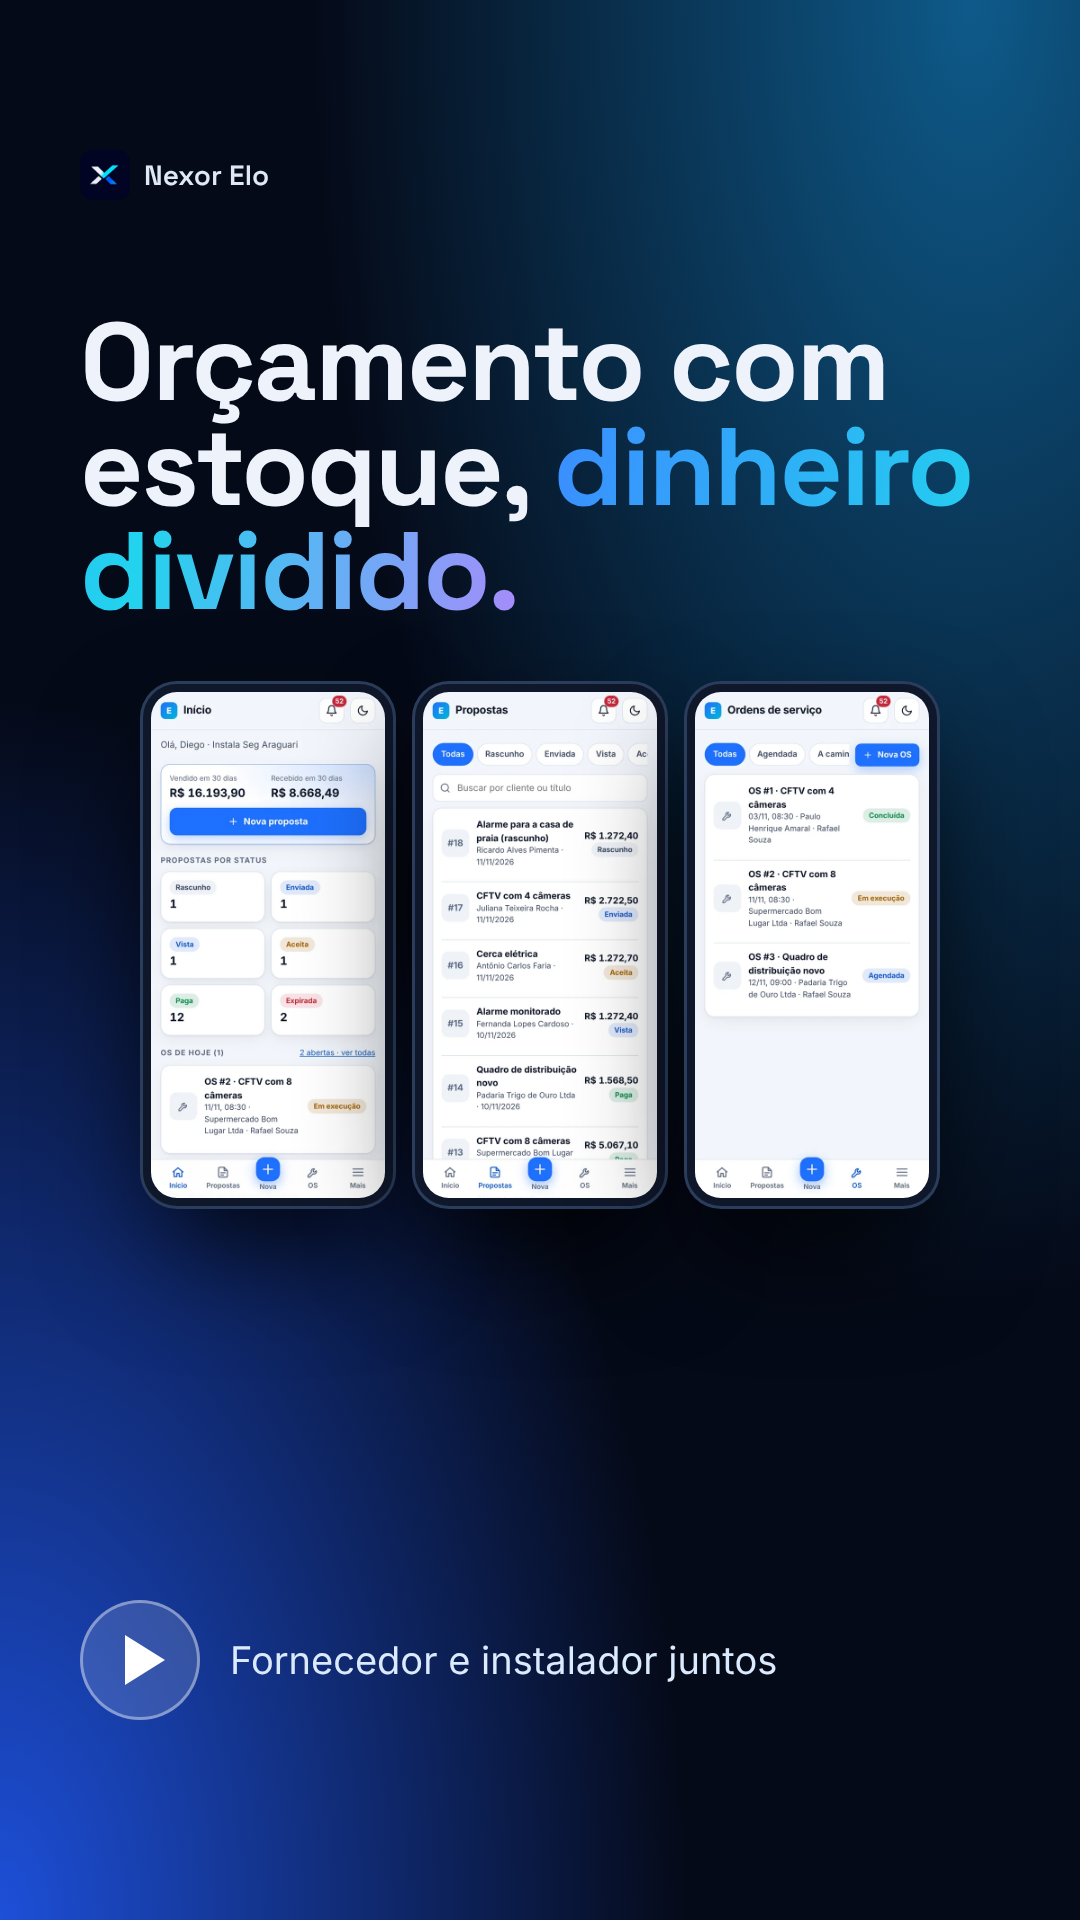 Nexor Elo
Orçamento com
estoque, dinheiro
dividido.
E Início 52
Olá, Diego · Instala Seg Araguari
Vendido em 30 dias Recebido em 30 dias
R$ 16.193,90 R$ 8.668,49
+ Nova proposta
PROPOSTAS POR STATUS
Rascunho Enviada
1 1
Vista Aceita
1 1
Paga Expirada
12 2
OS DE HOJE (1) 2 abertas · ver todas
OS #2 · CFTV com 8
câmeras
11/11, 08:30 ·
Supermercado Bom
Lugar Ltda · Rafael Souza
Em execução
Início Propostas Nova OS Mais
E Propostas 52
Todas Rascunho Enviada Vista Ac
Buscar por cliente ou título
#18
Alarme para a casa de
praia (rascunho)
Ricardo Alves Pimenta ·
11/11/2026
R$ 1.272,40
Rascunho
#17
CFTV com 4 câmeras
Juliana Teixeira Rocha ·
11/11/2026
R$ 2.722,50
Enviada
#16
Cerca elétrica
Antônio Carlos Faria ·
11/11/2026
R$ 1.272,70
Aceita
#15
Alarme monitorado
Fernanda Lopes Cardoso ·
10/11/2026
R$ 1.272,40
Vista
#14
Quadro de distribuição
novo
Padaria Trigo de Ouro Ltda
· 10/11/2026
R$ 1.568,50
Paga
#13
CFTV com 8 câmeras
Supermercado Bom Lugar
R$ 5.067,10
Início Propostas Nova OS Mais
E Ordens de serviço 52
Todas Agendada A camin + Nova OS
OS #1 · CFTV com 4
câmeras
03/11, 08:30 · Paulo
Henrique Amaral · Rafael
Souza
Concluída
OS #2 · CFTV com 8
câmeras
11/11, 08:30 ·
Supermercado Bom
Lugar Ltda · Rafael Souza
Em execução
OS #3 · Quadro de
distribuição novo
12/11, 09:00 · Padaria Trigo
de Ouro Ltda · Rafael Souza
Agendada
Início Propostas Nova OS Mais
Fornecedor e instalador juntos